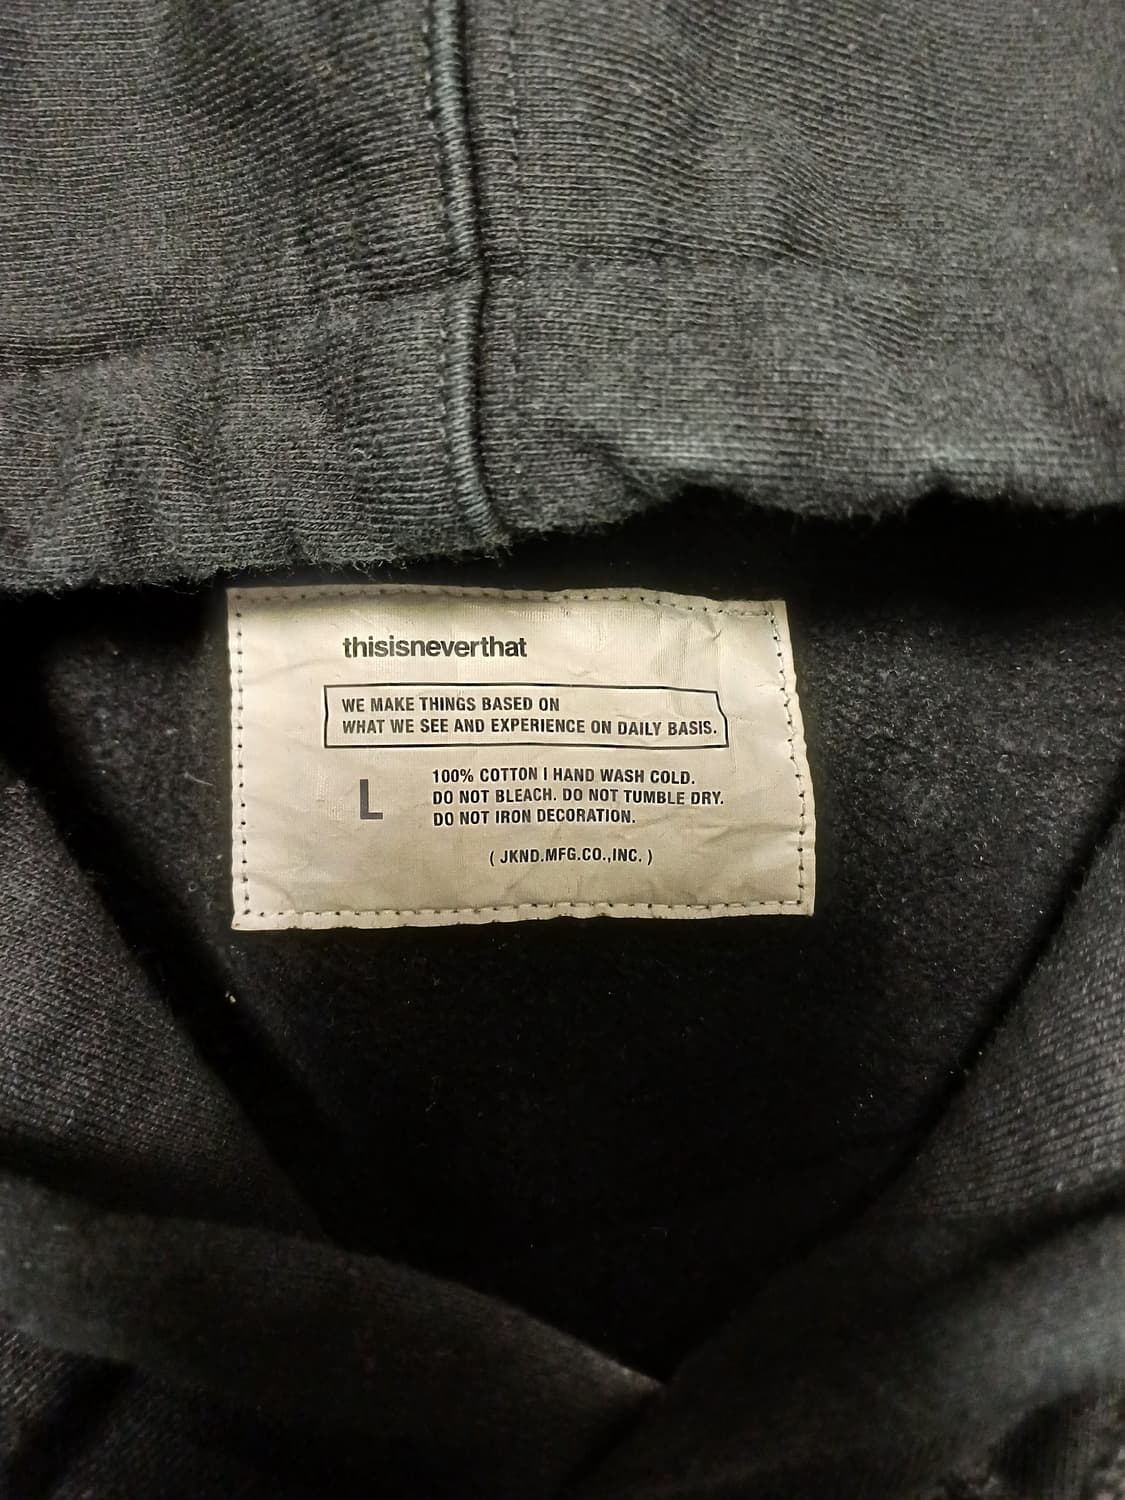 thisisneverthat
WE MAKE THINGS BASED ON
WHAT WE SEE AND EXPERIENCE ON DAILY BASIS.
L
100% COTTON I HAND WASH COLD.
DO NOT BLEACH. DO NOT TUMBLE DRY.
DO NOT IRON DECORATION.
( JKND.MFG.CO.,INC. )